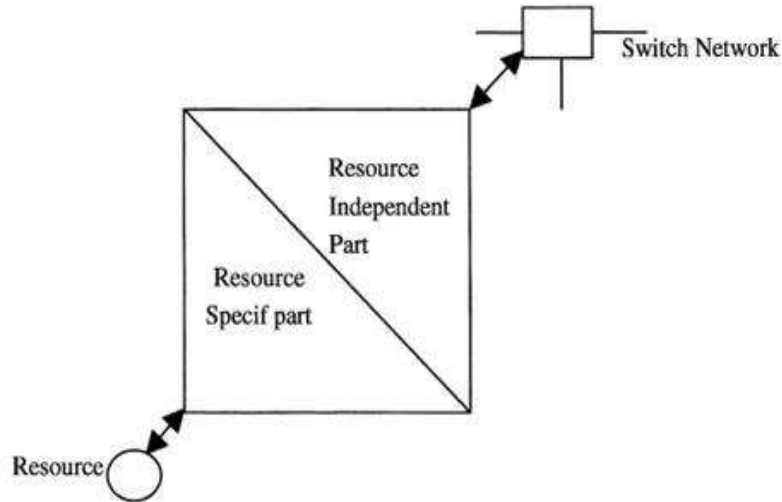 Switch Network
Resource
Independent
Part
Resource
Specif part
Resource